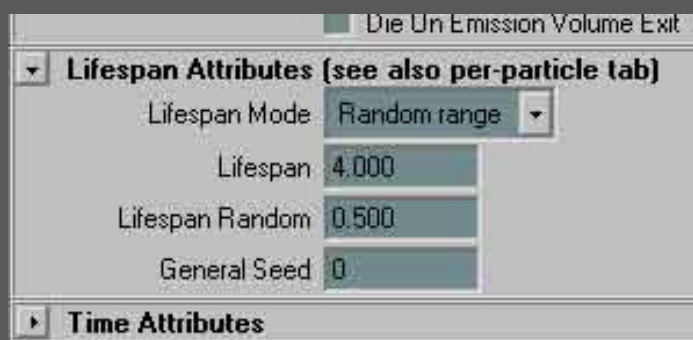 Die On Emission Volume Exit
Lifespan Attributes (see also per-particle tab)
Lifespan Mode Random range
Lifespan 4.000
Lifespan Random 0.500
General Seed 0
Time Attributes